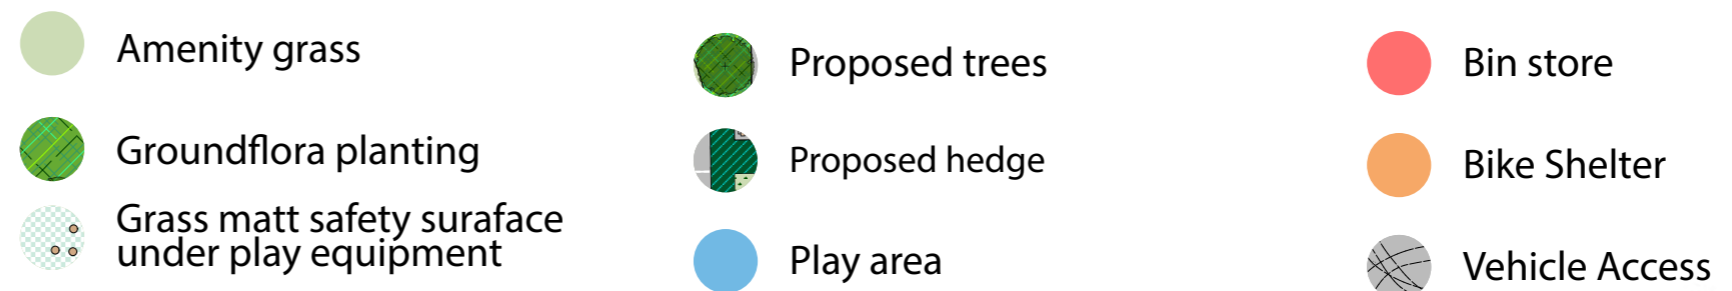 Amenity grass
Groundflora planting
Grass matt safety suraface
under play equipment
Proposed trees
Proposed hedge
Play area
Bin store
Bike Shelter
Vehicle Access